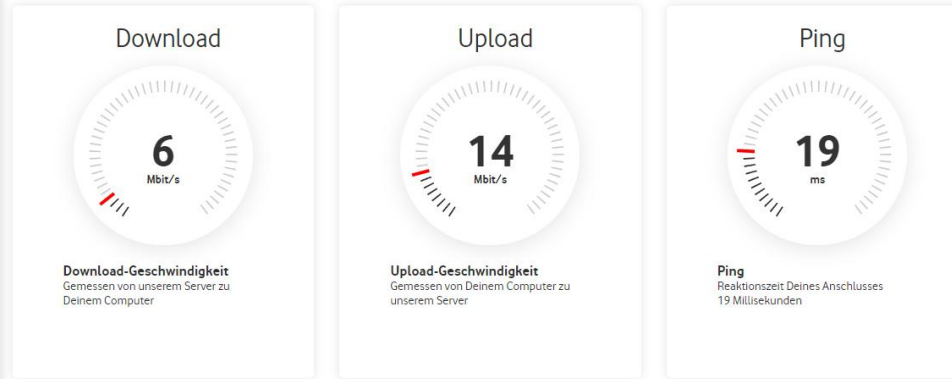 Download
6
Mbit/s
Download-Geschwindigkeit
Gemessen von unserem Server zu
Deinem Computer
Upload
14
Mbit/s
Upload-Geschwindigkeit
Gemessen von Deinem Computer zu
unserem Server
Ping
19
ms
Ping
Reaktionszeit Deines Anschlusses
19 Millisekunden